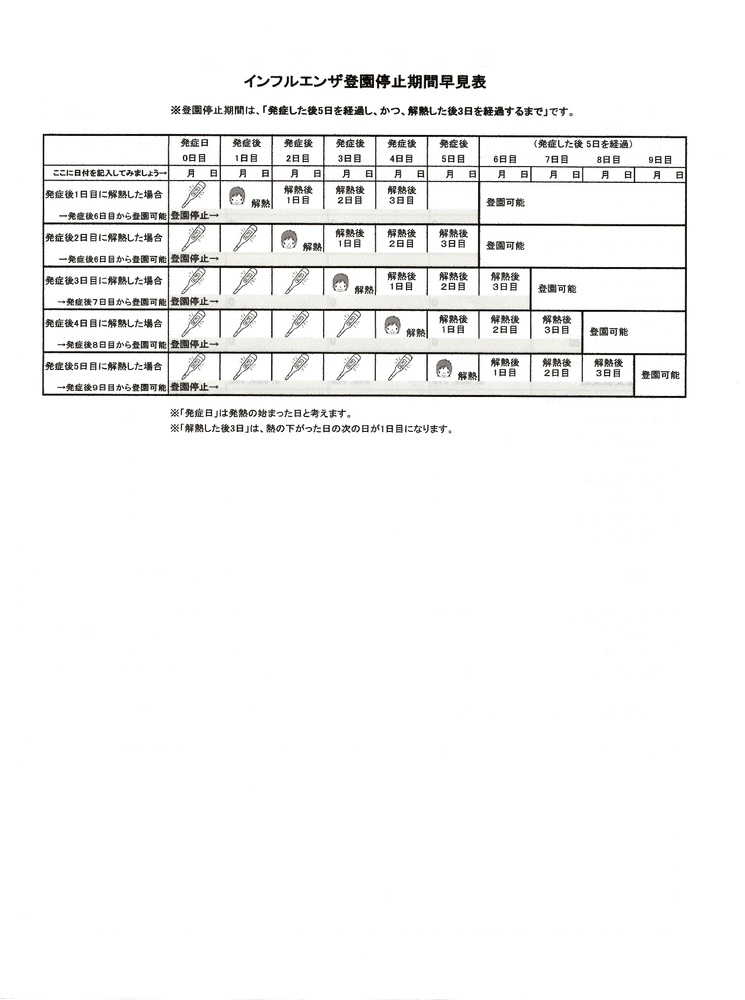 インフルエンザ登園停止期間早見表
※登園停止期間は、「発症した後5日を経過し、かつ、解熱した後3日を経過するまで」です。
発症日 発症後 発症後 発症後 発症後 発症後 (発症した後 5日を経過)
0日目 1日目 2日目 3日目 4日目 5日目 6日目 7日目 8日目 9日目
ここに日付を記入してみましょう→ 月 日 月 日 月 日 月 日 月 日 月 日 月 日 月 日 月 日 月 日
発症後1日目に解熱した場合 解熱 解熱後1日目 解熱後2日目 解熱後3日目 登園可能
→発症後6日目から登園可能 登園停止→
発症後2日目に解熱した場合 解熱 解熱後1日目 解熱後2日目 解熱後3日目 登園可能
→発症後6日目から登園可能 登園停止→
発症後3日目に解熱した場合 解熱 解熱後1日目 解熱後2日目 解熱後3日目 登園可能
→発症後7日目から登園可能 登園停止→
発症後4日目に解熱した場合 解熱 解熱後1日目 解熱後2日目 解熱後3日目 登園可能
→発症後8日目から登園可能 登園停止→
発症後5日目に解熱した場合 解熱 解熱後1日目 解熱後2日目 解熱後3日目 登園可能
→発症後9日目から登園可能 登園停止→
※「発症日」は発熱の始まった日と考えます。
※「解熱した後3日」は、熱の下がった日の次の日が1日目になります。